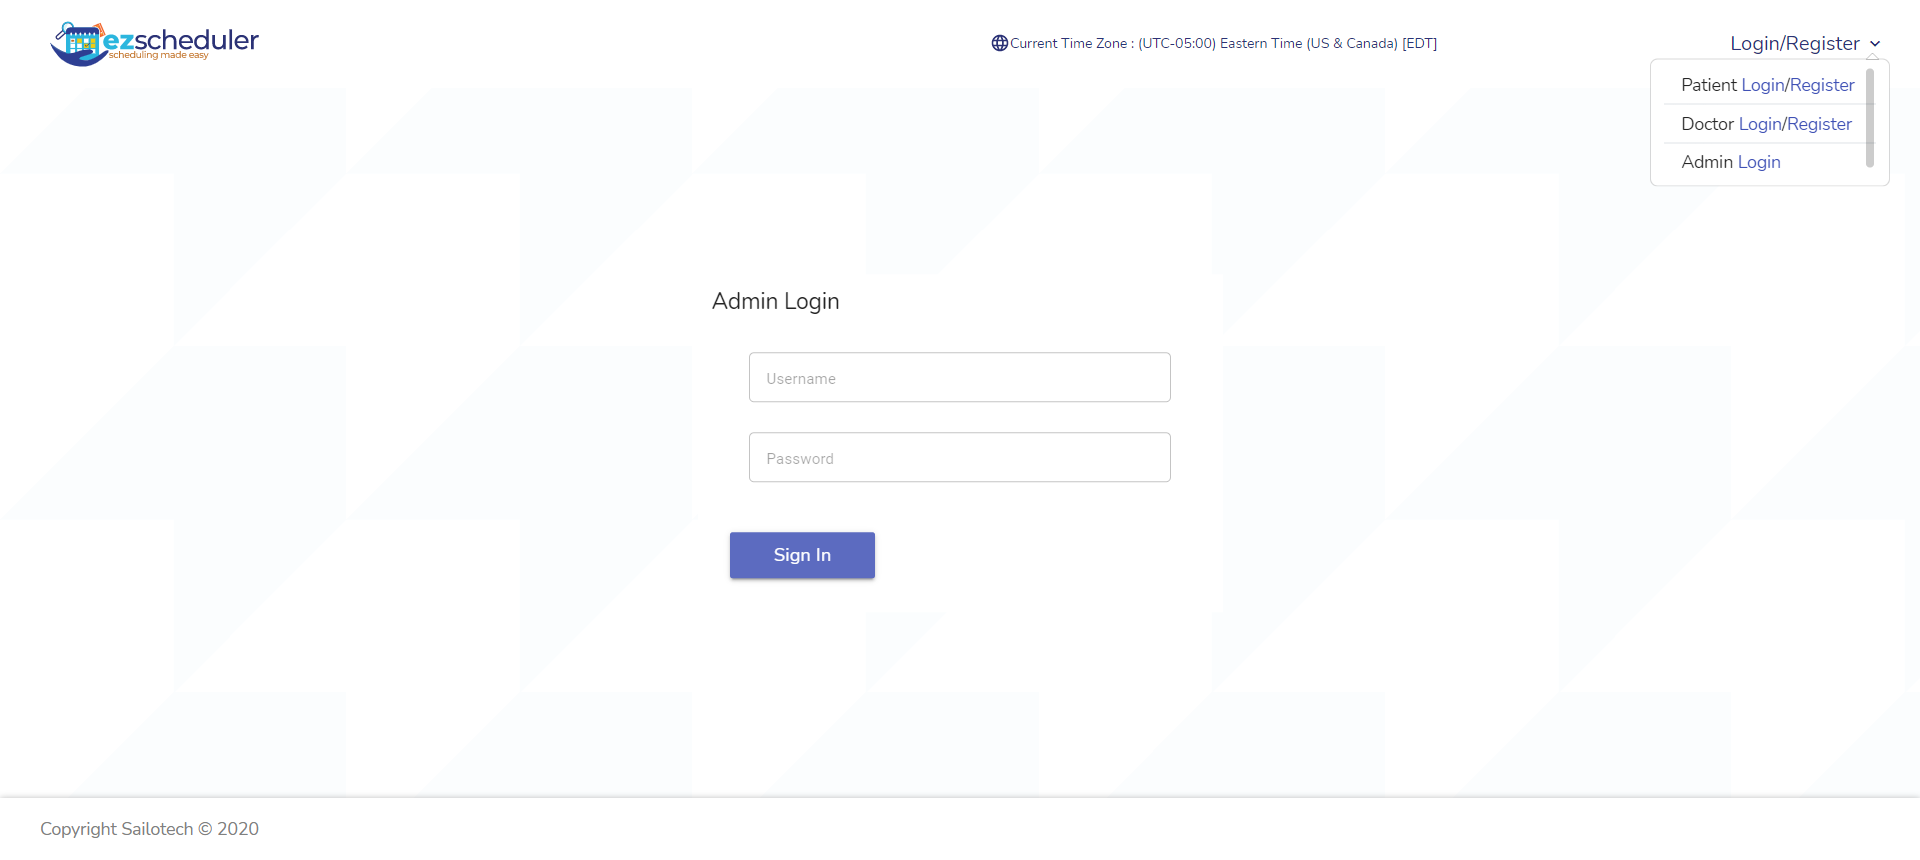 ezscheduler
scheduling made easy
Current Time Zone : (UTC-05:00) Eastern Time (US & Canada) [EDT]
Login/Register
Patient Login/Register
Doctor Login/Register
Admin Login
Admin Login
Username
Password
Sign In
Copyright Sailotech © 2020